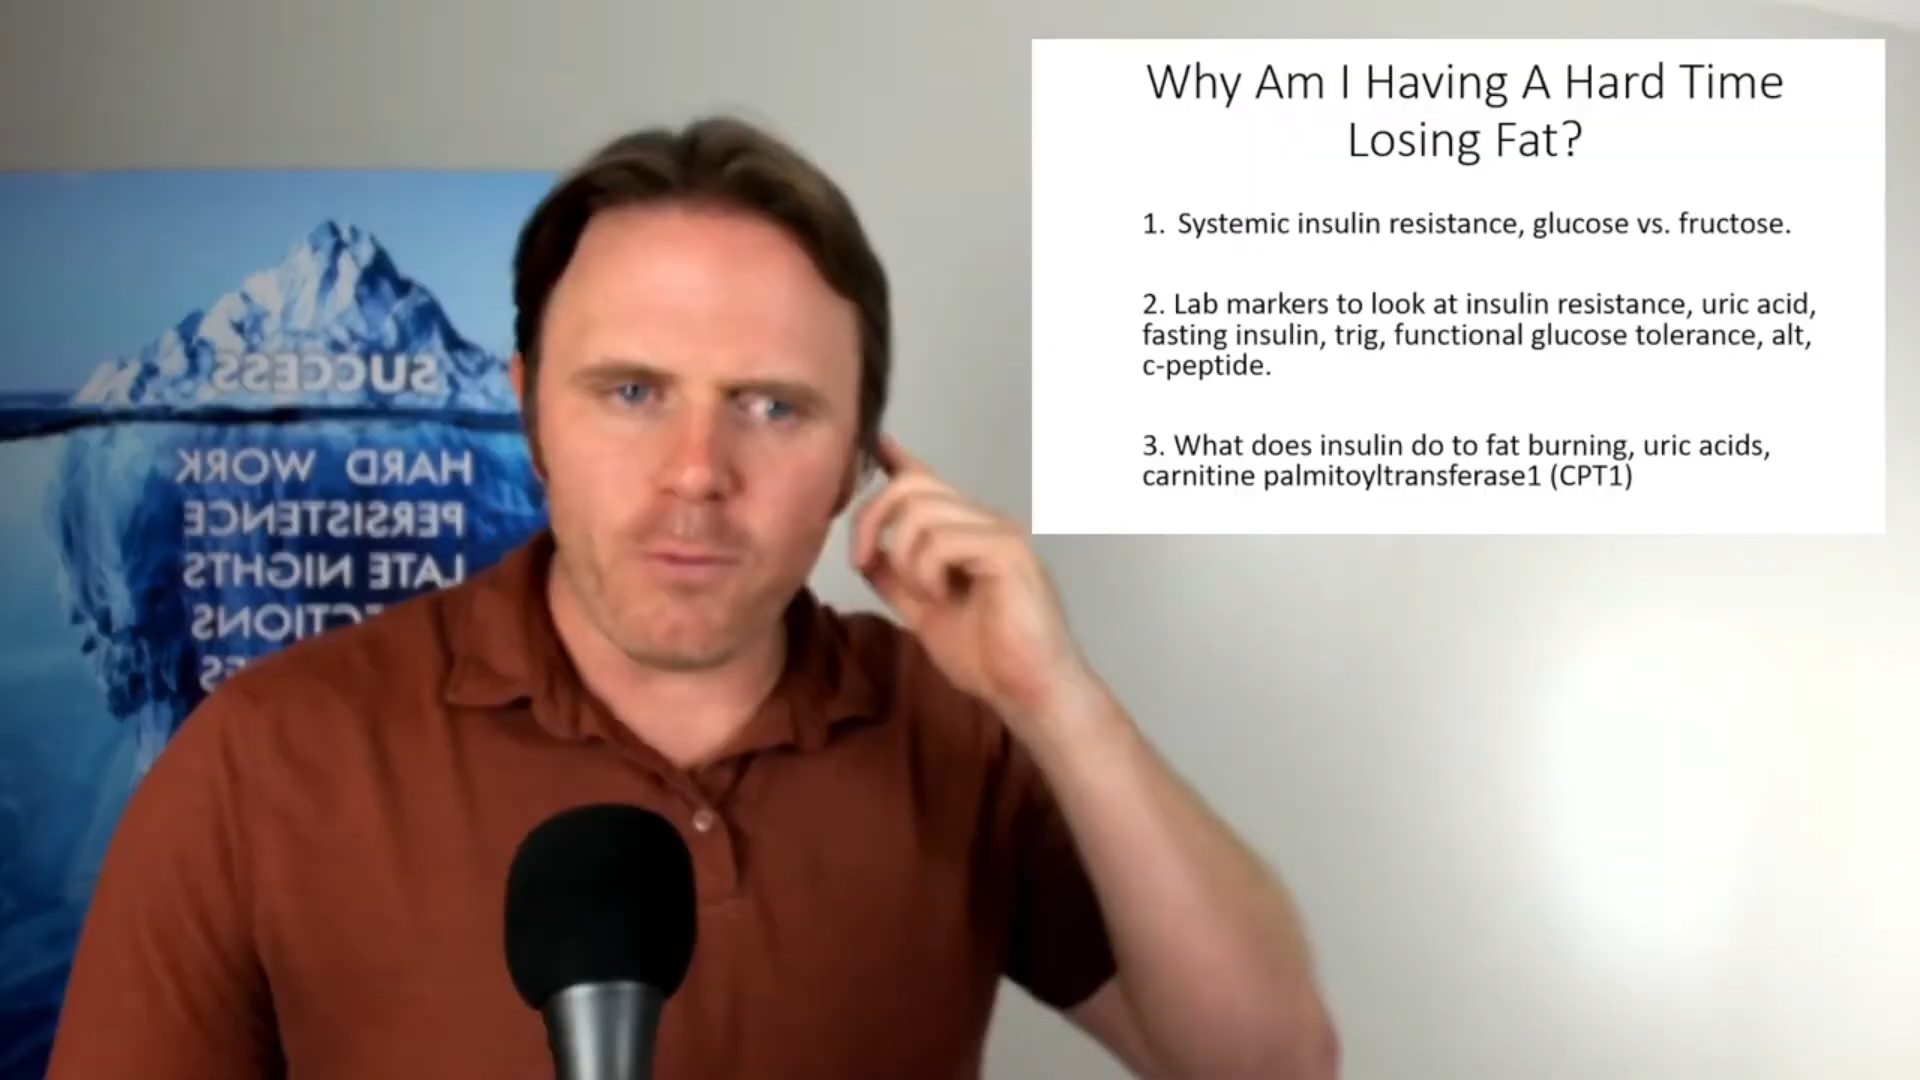 Why Am I Having A Hard Time
Losing Fat?
1. Systemic insulin resistance, glucose vs. fructose.
2. Lab markers to look at insulin resistance, uric acid,
fasting insulin, trig, functional glucose tolerance, alt,
c-peptide.
3. What does insulin do to fat burning, uric acids,
carnitine palmitoyltransferase1 (CPT1)
SUCCESS
HARD WORK
PERSISTENCE
LATE NIGHTS